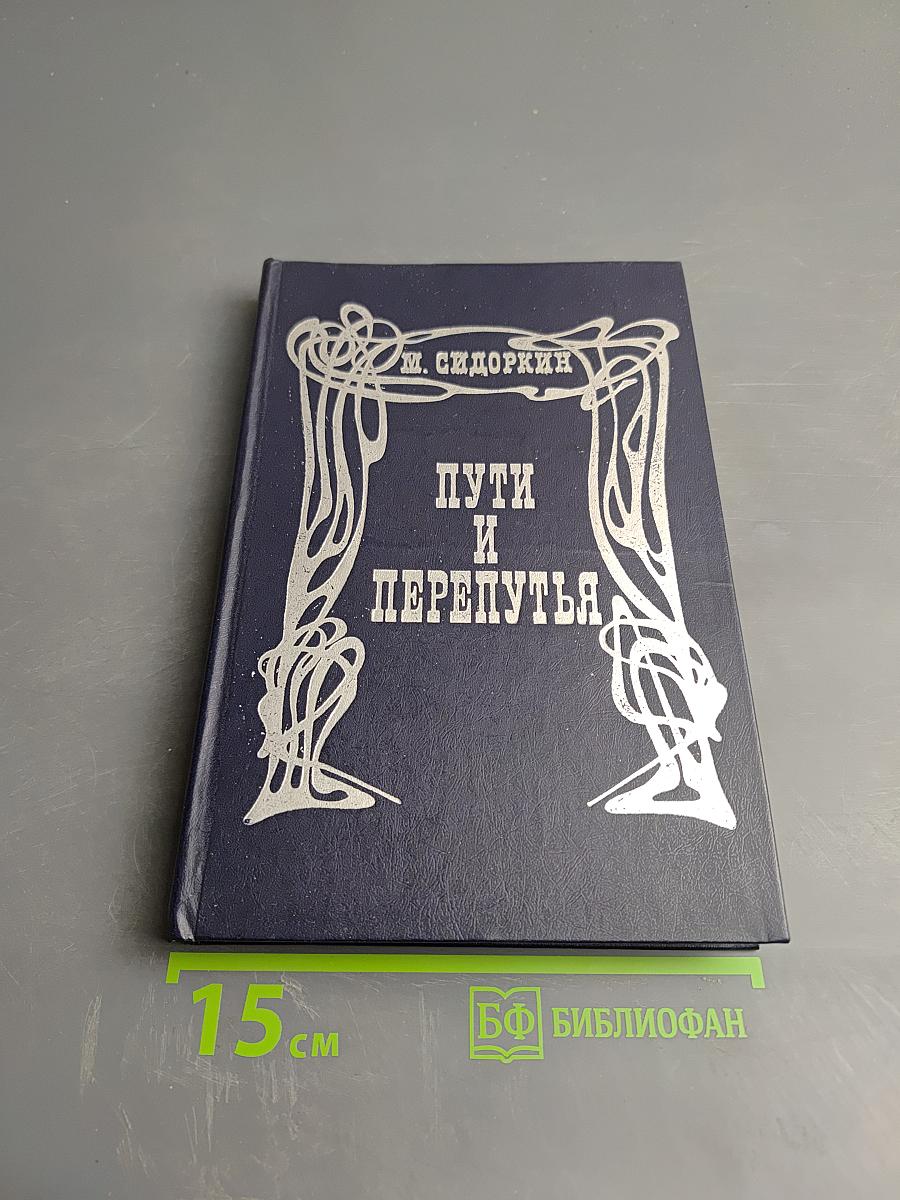 М. СИДОРКИН
ПУТИ
И
ПЕРЕПУТЬЯ
15 см
БФ БИБЛИОФАН